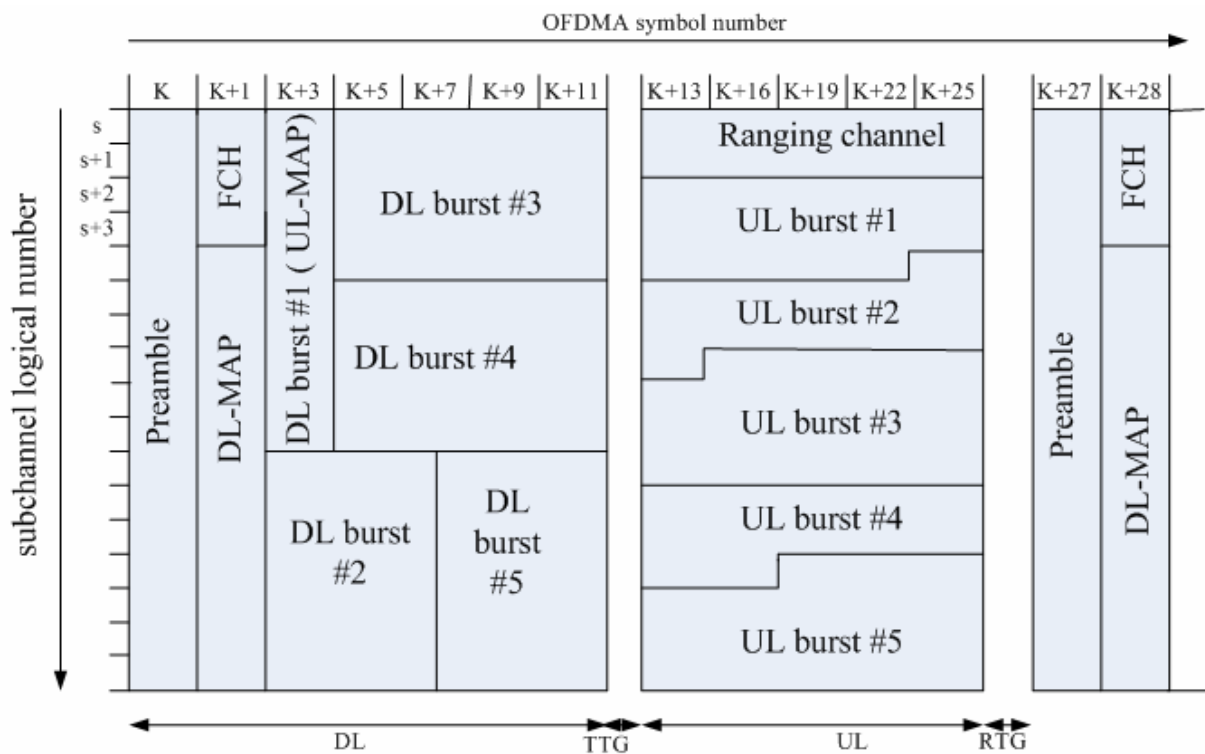 OFDMA symbol number
K K+1 K+3 K+5 K+7 K+9 K+11 K+13 K+16 K+19 K+22 K+25 K+27 K+28
subchannel logical number
s
s+1
s+2
s+3
Preamble
FCH
DL-MAP
DL burst #1 ( UL-MAP)
DL burst #3
DL burst #4
DL burst
#2
DL
burst
#5
Ranging channel
UL burst #1
UL burst #2
UL burst #3
UL burst #4
UL burst #5
Preamble
FCH
DL-MAP
DL TTG UL RTG